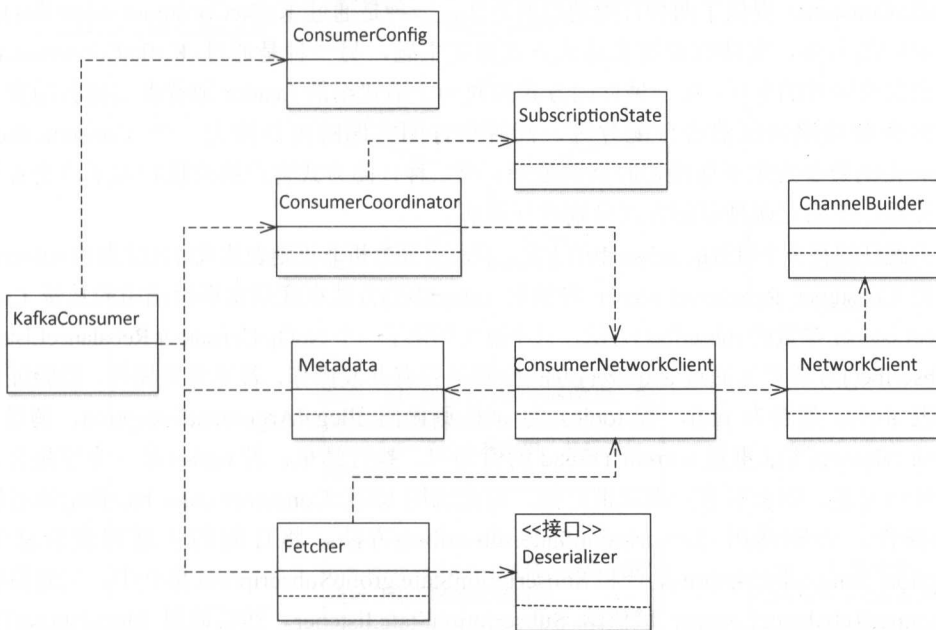 ConsumerConfig
SubscriptionState
ConsumerCoordinator
ChannelBuilder
KafkaConsumer
Metadata
ConsumerNetworkClient
NetworkClient
Fetcher
<<接口>>
Deserializer